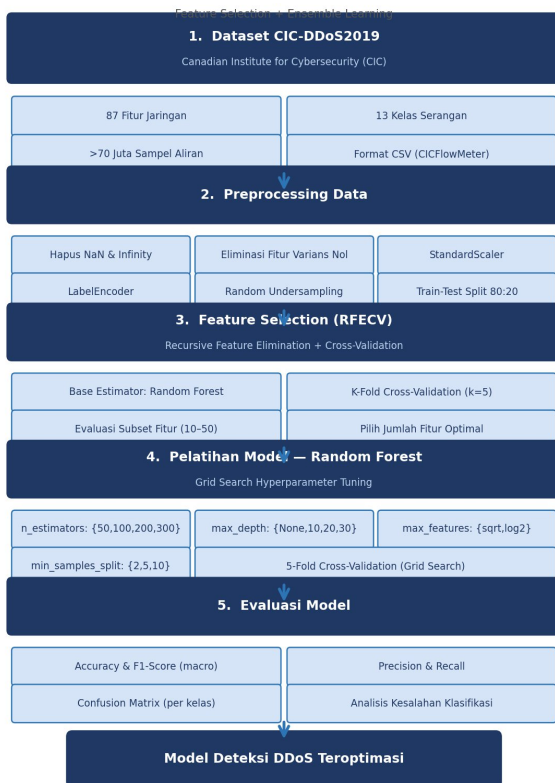 Feature Selection + Ensemble Learning
1. Dataset CIC-DDoS2019
Canadian Institute for Cybersecurity (CIC)
87 Fitur Jaringan
13 Kelas Serangan
>70 Juta Sampel Aliran
Format CSV (CICFlowMeter)
2. Preprocessing Data
Hapus NaN & Infinity
Eliminasi Fitur Varians Nol
StandardScaler
LabelEncoder
Random Undersampling
Train-Test Split 80:20
3. Feature Selection (RFECV)
Recursive Feature Elimination + Cross-Validation
Base Estimator: Random Forest
K-Fold Cross-Validation (k=5)
Evaluasi Subset Fitur (10–50)
Pilih Jumlah Fitur Optimal
4. Pelatihan Model — Random Forest
Grid Search Hyperparameter Tuning
n_estimators: {50,100,200,300}
max_depth: {None,10,20,30}
max_features: {sqrt,log2}
min_samples_split: {2,5,10}
5-Fold Cross-Validation (Grid Search)
5. Evaluasi Model
Accuracy & F1-Score (macro)
Precision & Recall
Confusion Matrix (per kelas)
Analisis Kesalahan Klasifikasi
Model Deteksi DDoS Teroptimasi